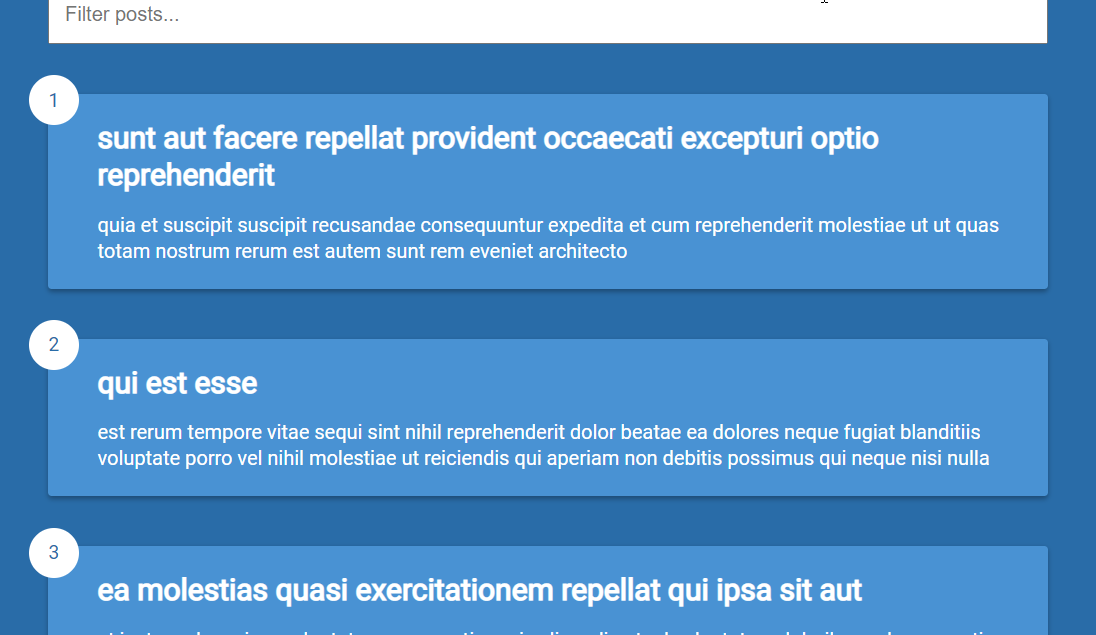 Filter posts...
1
sunt aut facere repellat provident occaecati excepturi optio
reprehenderit
quia et suscipit suscipit recusandae consequuntur expedita et cum reprehenderit molestiae ut ut quas
totam nostrum rerum est autem sunt rem eveniet architecto
2
qui est esse
est rerum tempore vitae sequi sint nihil reprehenderit dolor beatae ea dolores neque fugiat blanditiis
voluptate porro vel nihil molestiae ut reiciendis qui aperiam non debitis possimus qui neque nisi nulla
3
ea molestias quasi exercitationem repellat qui ipsa sit aut